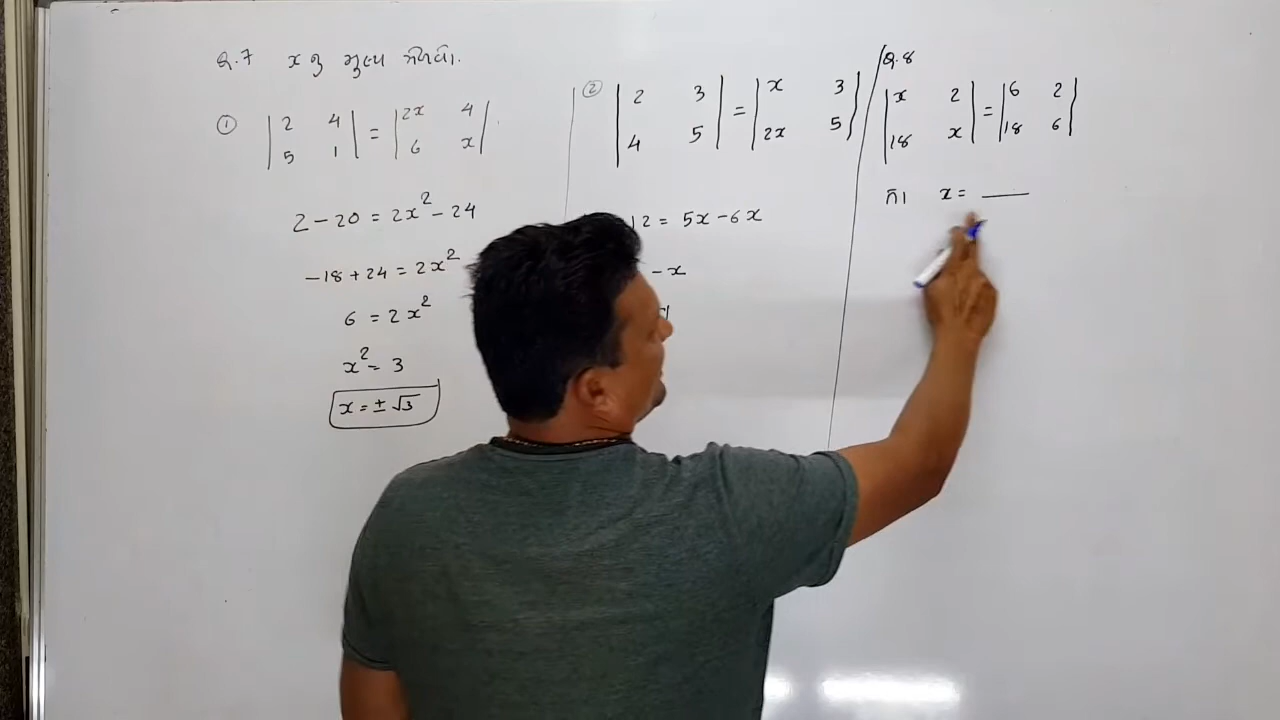 Q.7 x નુ મુલ્ય મેળવો.
① | 2 4 | = | 2x 4 |
| 5 1 | | 6 x |
2 - 20 = 2x² - 24
-18 + 24 = 2x²
6 = 2x²
x² = 3
x = ± √3
② | 2 3 | = | x 3 |
| 4 5 | | 2x 5 |
12 = 5x - 6x
- x
Q.8
| x 2 | = | 6 2 |
| 18 x | | 18 6 |
તો x = ___